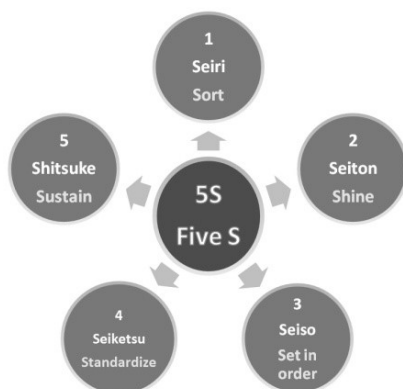 1
Seiri
Sort
2
Seiton
Shine
3
Seiso
Set in
order
4
Seiketsu
Standardize
5
Shitsuke
Sustain
5S
Five S